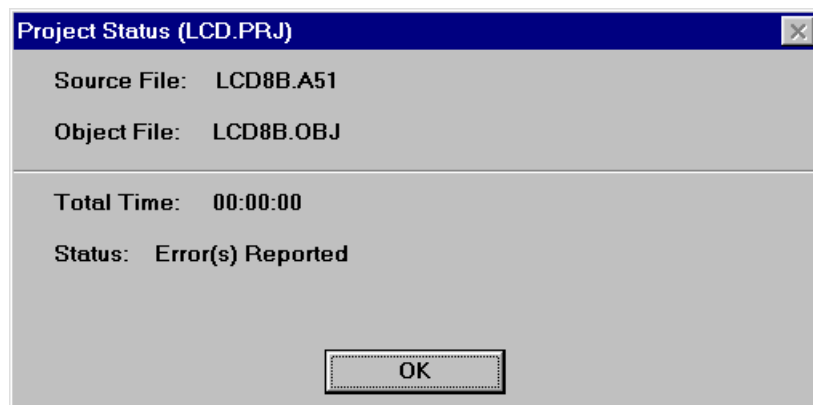 Project Status (LCD.PRJ)
Source File: LCD8B.A51
Object File: LCD8B.OBJ
Total Time: 00:00:00
Status: Error(s) Reported
OK